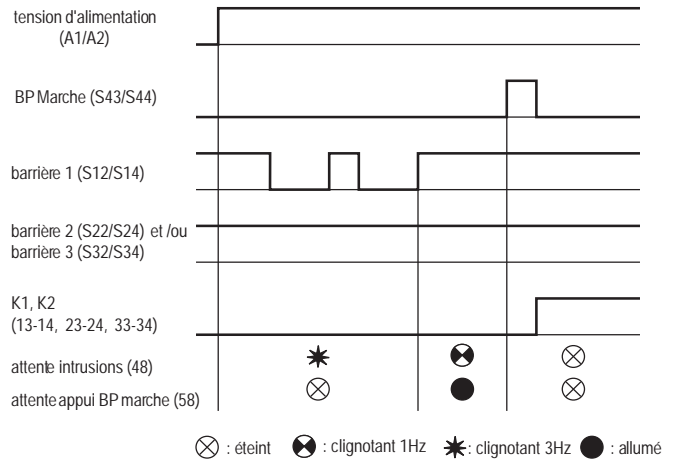 tension d'alimentation
(A1/A2)
BP Marche (S43/S44)
barrière 1 (S12/S14)
barrière 2 (S22/S24) et /ou
barrière 3 (S32/S34)
K1, K2
(13-14, 23-24, 33-34)
attente intrusions (48)
attente appui BP marche (58)
: éteint : clignotant 1Hz : clignotant 3Hz : allumé